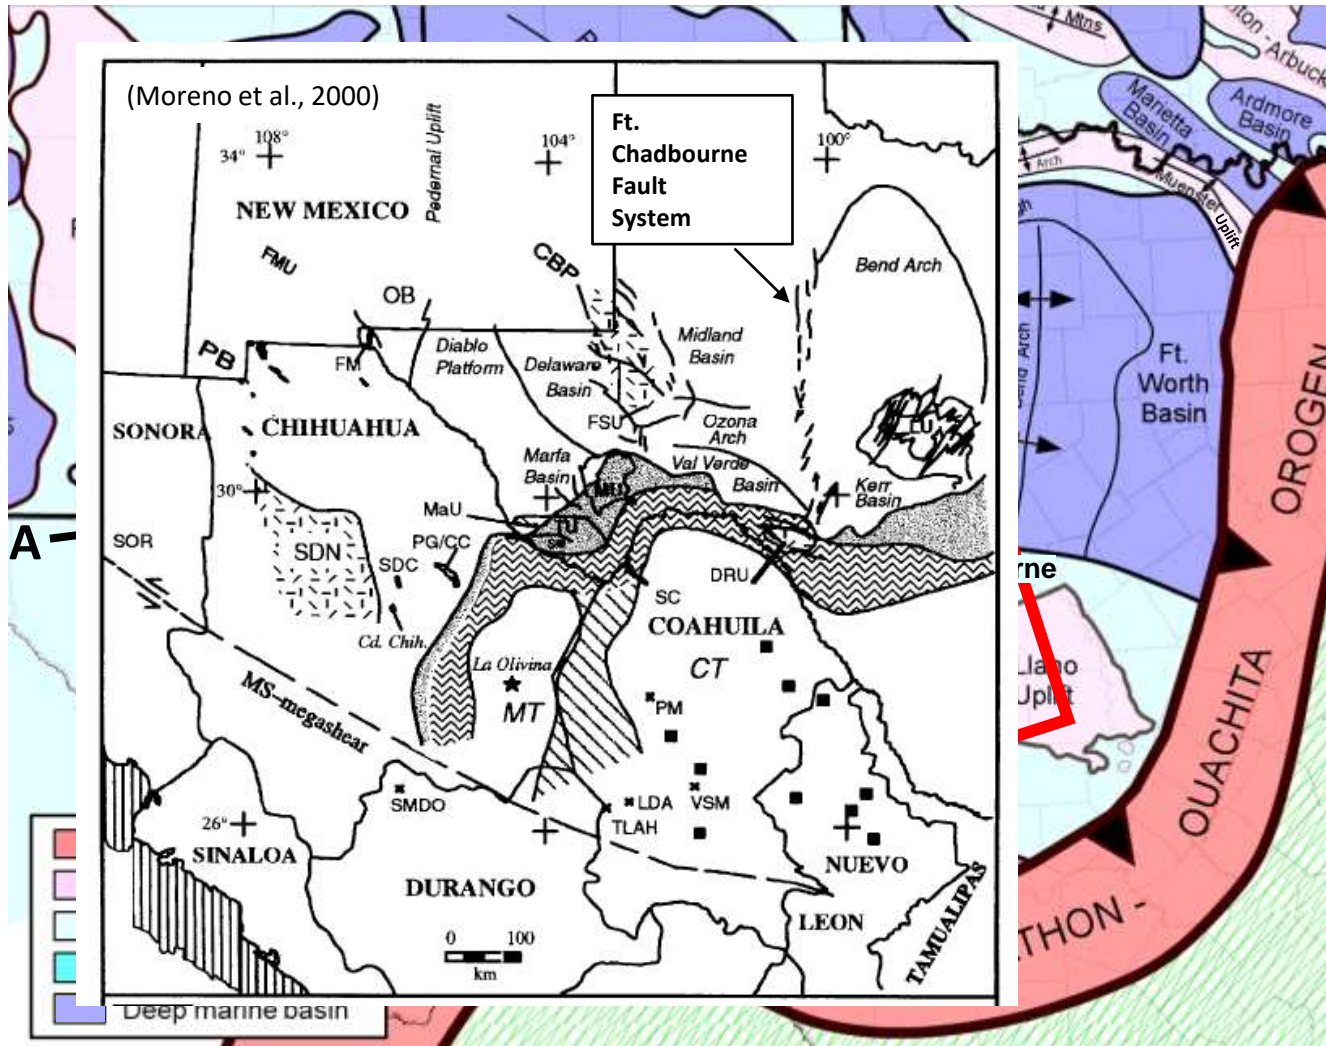 (Moreno et al., 2000)
Ft.
Chadbourne
Fault
System
108°
104°
100°
34°
Pedernal Uplift
NEW MEXICO
FMU
CBP
Bend Arch
OB
PB
FM
Diablo
Platform
Delaware
Basin
Midland
Basin
FSU
Ozona
Arch
LU
SONORA
CHIHUAHUA
Marfa
Basin
Val Verde
Basin
Kerr
Basin
30°
MU
MaU
TU
SOR
SDN
PG/CC
SDC
DRU
SC
Cd. Chih.
COAHUILA
La Olivina
CT
MT
PM
MS-megashear
SMDO
LDA
VSM
TLAH
26°
SINALOA
DURANGO
NUEVO
LEON
TAMUALIPAS
0 100
km
Mtns
Arbuck
Marietta
Basin
Ardmore
Basin
Arch
Muenster
Uplift
Arch
Ft.
Worth
Basin
OROGEN
A
rne
Llano
Uplift
OUACHITA
THON -
Deep marine basin